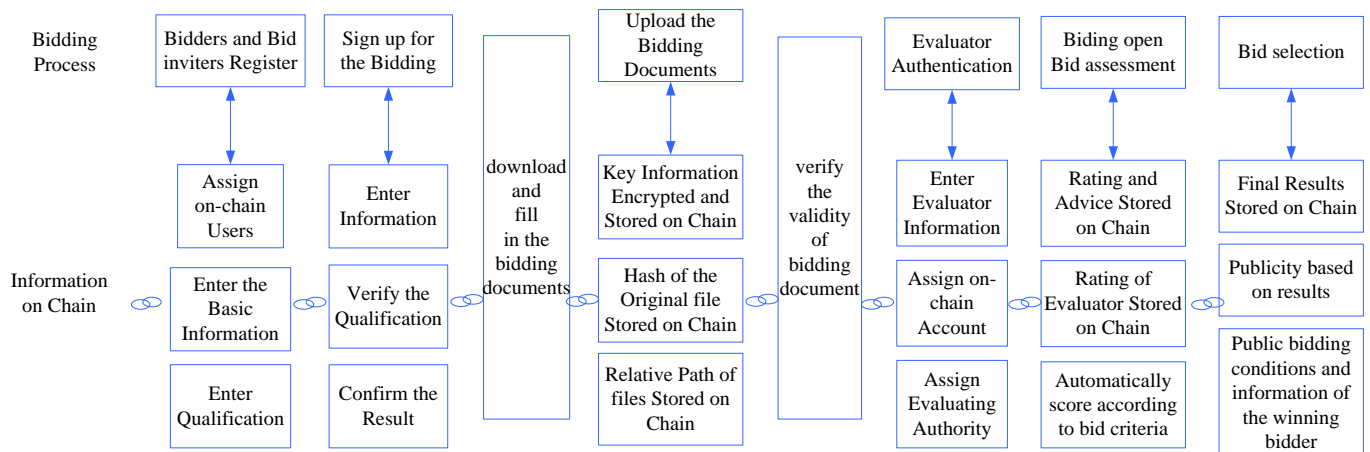 Bidding
Process
Bidders and Bid
inviters Register
Sign up for
the Bidding
Upload the
Bidding
Documents
Evaluator
Authentication
Biding open
Bid assessment
Bid selection
Information
on Chain
Assign
on-chain
Users
Enter the
Basic
Information
Enter
Qualification
Enter
Information
Verify the
Qualification
Confirm the
Result
download
and
fill
in the
bidding
documents
Key Information
Encrypted and
Stored on Chain
Hash of the
Original file
Stored on Chain
Relative Path of
files Stored on
Chain
verify
the
validity
of
bidding
document
Enter
Evaluator
Information
Assign on-
chain
Account
Assign
Evaluating
Authority
Rating and
Advice Stored
on Chain
Rating of
Evaluator Stored
on Chain
Automatically
score according
to bid criteria
Final Results
Stored on Chain
Publicity based
on results
Public bidding
conditions and
information of
the winning
bidder